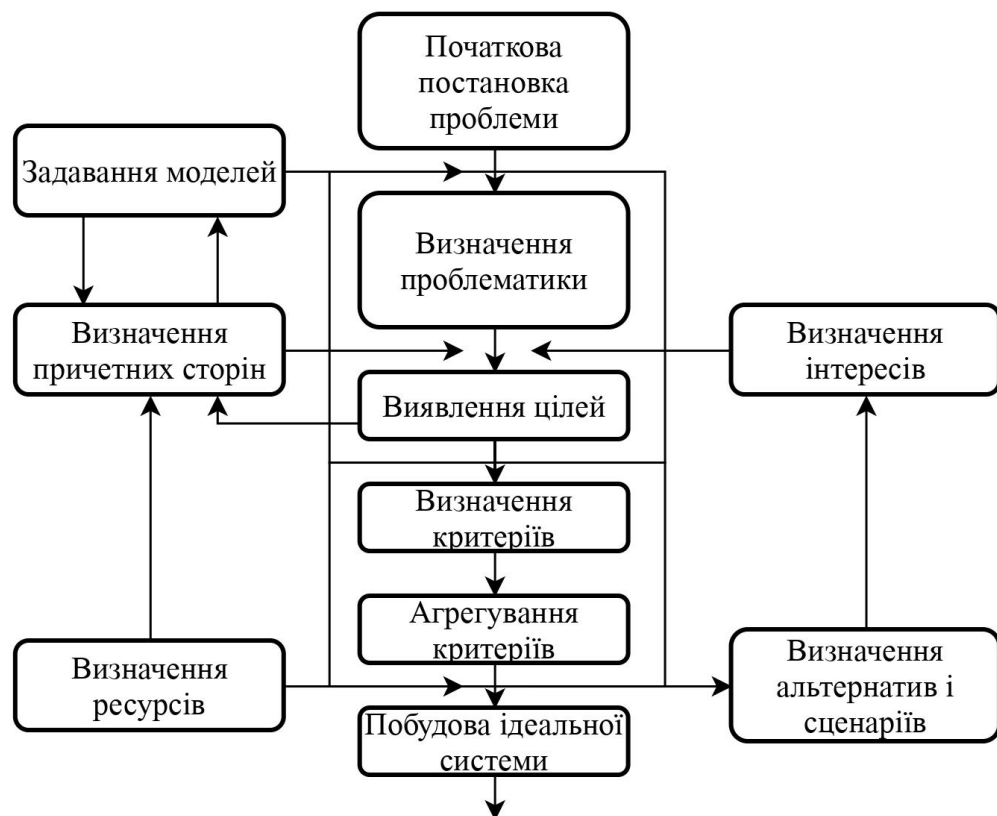 Початкова
постановка
проблеми
Задавання моделей
Визначення
проблематики
Визначення
причетних сторін
Визначення
інтересів
Виявлення цілей
Визначення
критеріїв
Агрегування
критеріїв
Визначення
ресурсів
Визначення
альтернатив і
сценаріїв
Побудова ідеальної
системи